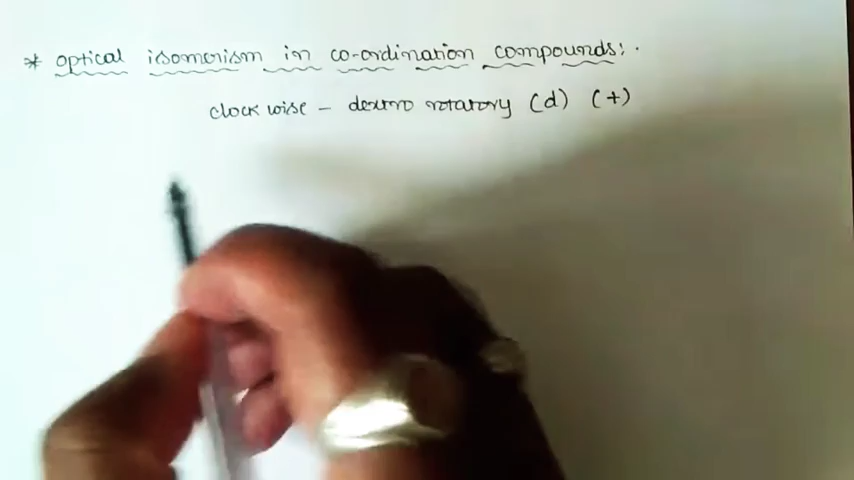 * optical isomerism in co-ordination compounds:
clock wise - dextro rotatory (d) (+)